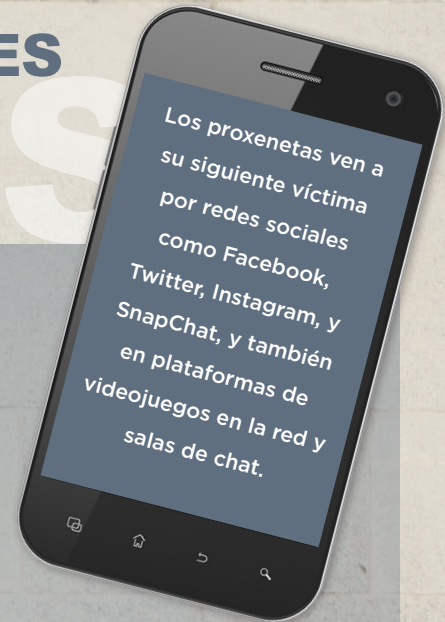 ES
S
Los proxenetas ven a
su siguiente víctima
por redes sociales
como Facebook,
Twitter, Instagram, y
SnapChat, y también
en plataformas de
videojuegos en la red y
salas de chat.